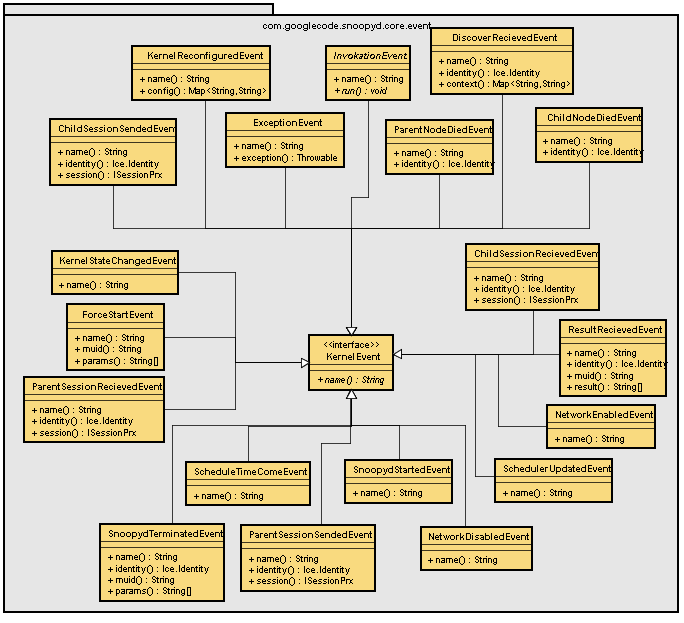 com.googlecode.snoopyd.core.event
KernelReconfiguredEvent
+ name() : String
+ config() : Map<String,String>
InvokationEvent
+ name() : String
+ run() : void
DiscoverRecievedEvent
+ name() : String
+ identity() : Ice.Identity
+ context() : Map<String,String>
ChildSessionSendedEvent
+ name() : String
+ identity() : Ice.Identity
+ session() : ISessionPrx
ExceptionEvent
+ name() : String
+ exception() : Throwable
ParentNodeDiedEvent
+ name() : String
+ identity() : Ice.Identity
ChildNodeDiedEvent
+ name() : String
+ identity() : Ice.Identity
KernelStateChangedEvent
+ name() : String
ChildSessionRecievedEvent
+ name() : String
+ identity() : Ice.Identity
+ session() : ISessionPrx
ForceStartEvent
+ name() : String
+ muid() : String
+ params() : String[]
<<interface>>
KernelEvent
+ name() : String
ResultRecievedEvent
+ name() : String
+ identity() : Ice.Identity
+ muid() : String
+ result() : String[]
ParentSessionRecievedEvent
+ name() : String
+ identity() : Ice.Identity
+ session() : ISessionPrx
NetworkEnabledEvent
+ name() : String
ScheduleTimeComeEvent
+ name() : String
SnoopydStartedEvent
+ name() : String
SchedulerUpdatedEvent
+ name() : String
SnoopydTerminatedEvent
+ name() : String
+ identity() : Ice.Identity
+ muid() : String
+ params() : String[]
ParentSessionSendedEvent
+ name() : String
+ identity() : Ice.Identity
+ session() : ISessionPrx
NetworkDisabledEvent
+ name() : String